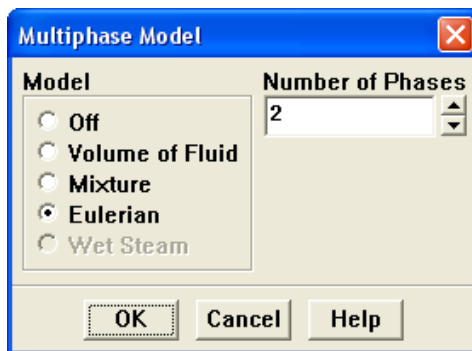 Multiphase Model
Model
Off
Volume of Fluid
Mixture
Eulerian
Wet Steam
Number of Phases
2
OK Cancel Help